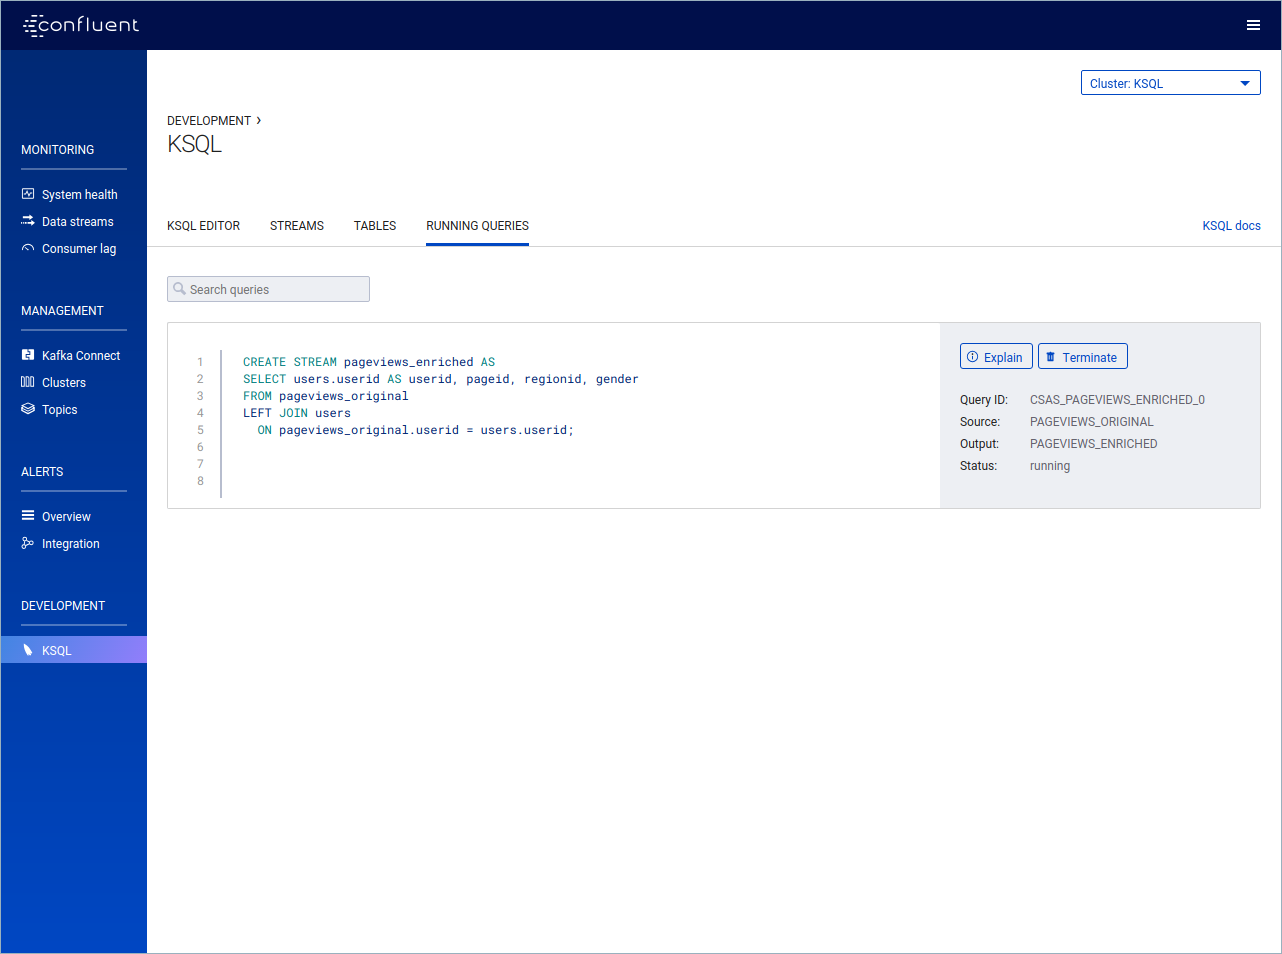 confluent
Cluster: KSQL
DEVELOPMENT ›
KSQL
MONITORING
System health
Data streams
Consumer lag
MANAGEMENT
Kafka Connect
Clusters
Topics
ALERTS
Overview
Integration
DEVELOPMENT
KSQL
KSQL EDITOR STREAMS TABLES RUNNING QUERIES KSQL docs
Search queries
1 CREATE STREAM pageviews_enriched AS
2 SELECT users.userid AS userid, pageid, regionid, gender
3 FROM pageviews_original
4 LEFT JOIN users
5 ON pageviews_original.userid = users.userid;
6
7
8
Explain Terminate
Query ID: CSAS_PAGEVIEWS_ENRICHED_0
Source: PAGEVIEWS_ORIGINAL
Output: PAGEVIEWS_ENRICHED
Status: running